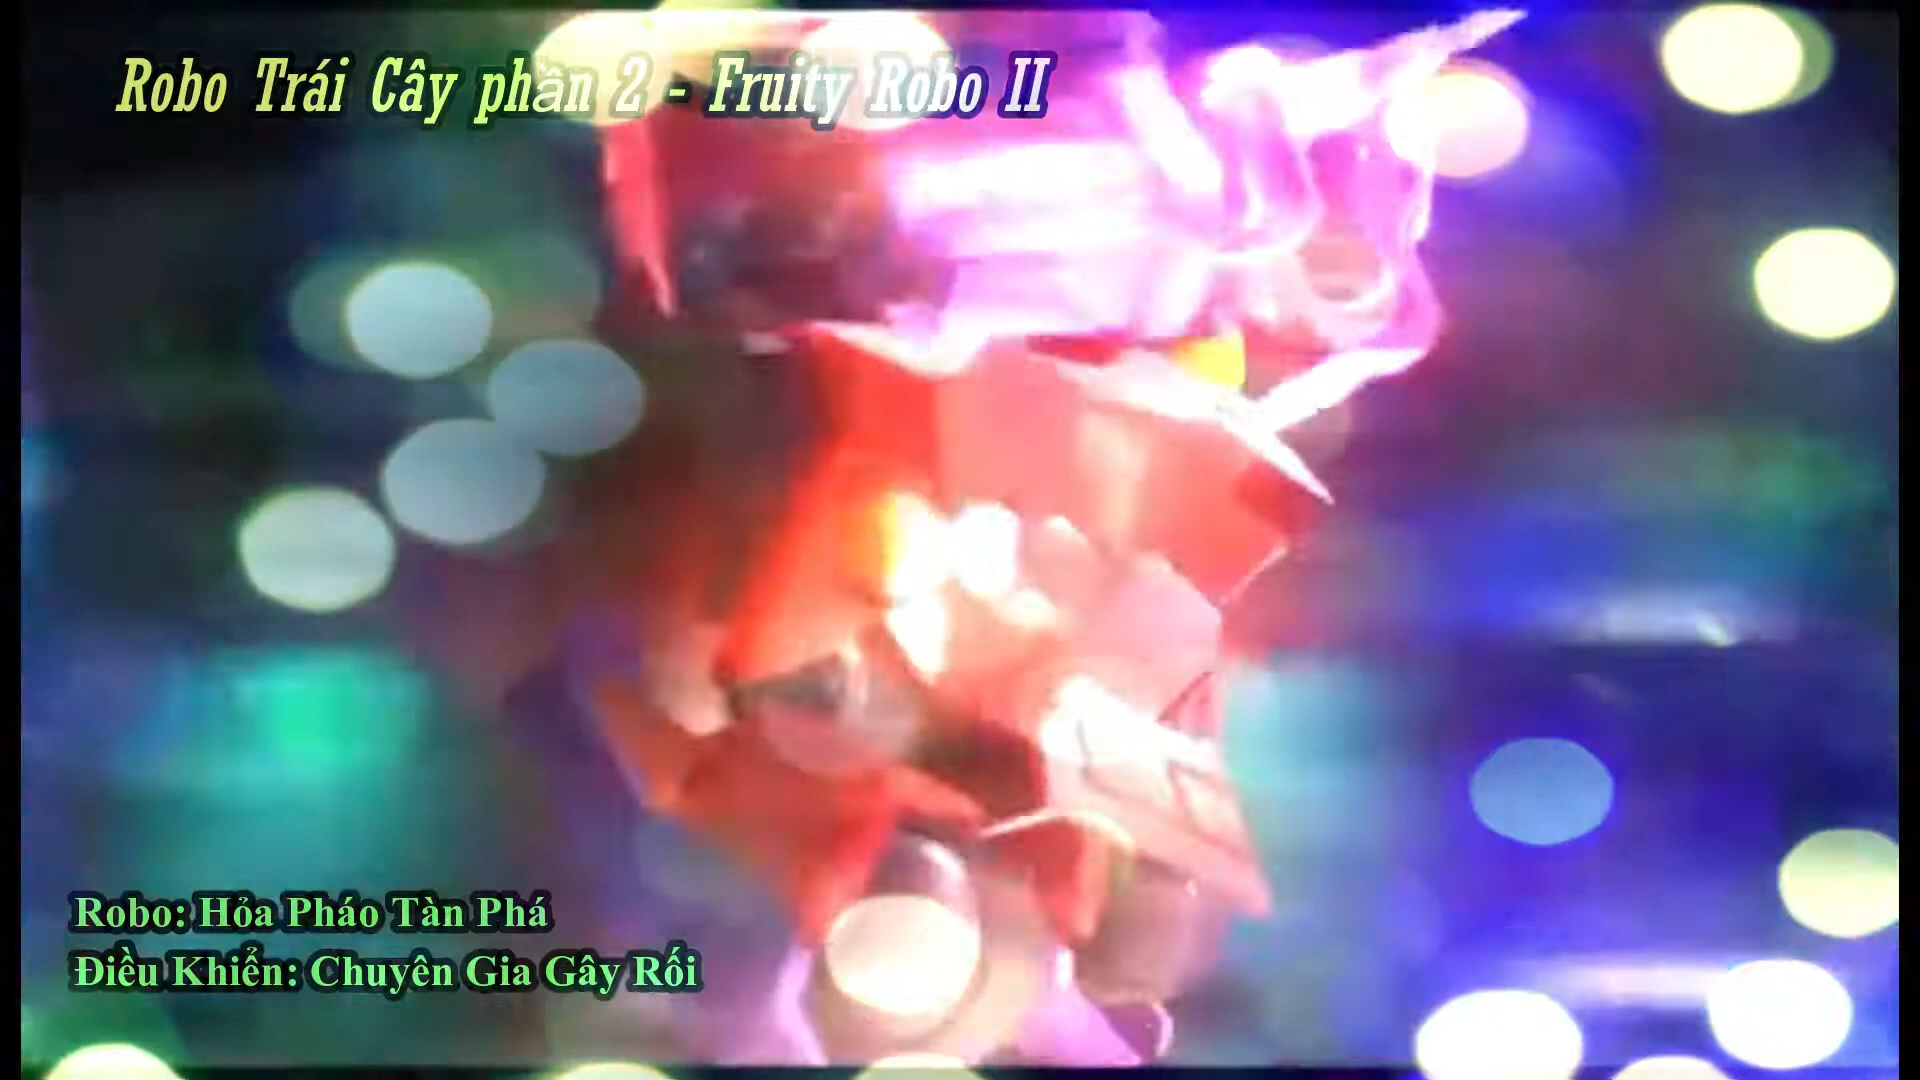 Robo Trái Cây phần 2 - Fruity Robo II
Robo: Hỏa Pháo Tàn Phá
Điều Khiển: Chuyên Gia Gây Rối